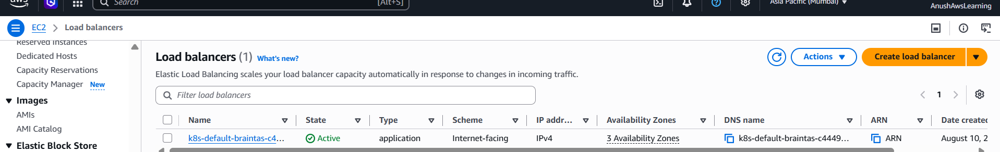 aws
Search
[Alt+S]
Asia Pacific (Mumbai)
AnushAwsLearning
EC2
Load balancers
Reserved Instances
Dedicated Hosts
Capacity Reservations
Capacity Manager New
Images
AMIs
AMI Catalog
Elastic Block Store
Load balancers (1) What's new?
Actions
Create load balancer
Elastic Load Balancing scales your load balancer capacity automatically in response to changes in incoming traffic.
Filter load balancers
1
Name State Type Scheme IP addr... Availability Zones DNS name ARN Date created
k8s-default-braintas-c4... Active application Internet-facing IPv4 3 Availability Zones k8s-default-braintas-c4449... ARN August 10, 2